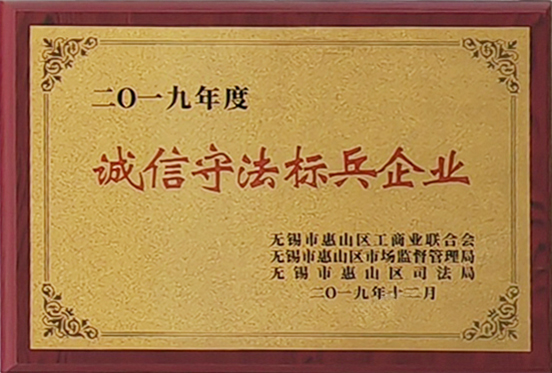 二〇一九年度
诚信守法标兵企业
无锡市惠山区工商业联合会
无锡市惠山区市场监督管理局
无锡市惠山区司法局
二〇一九年十二月